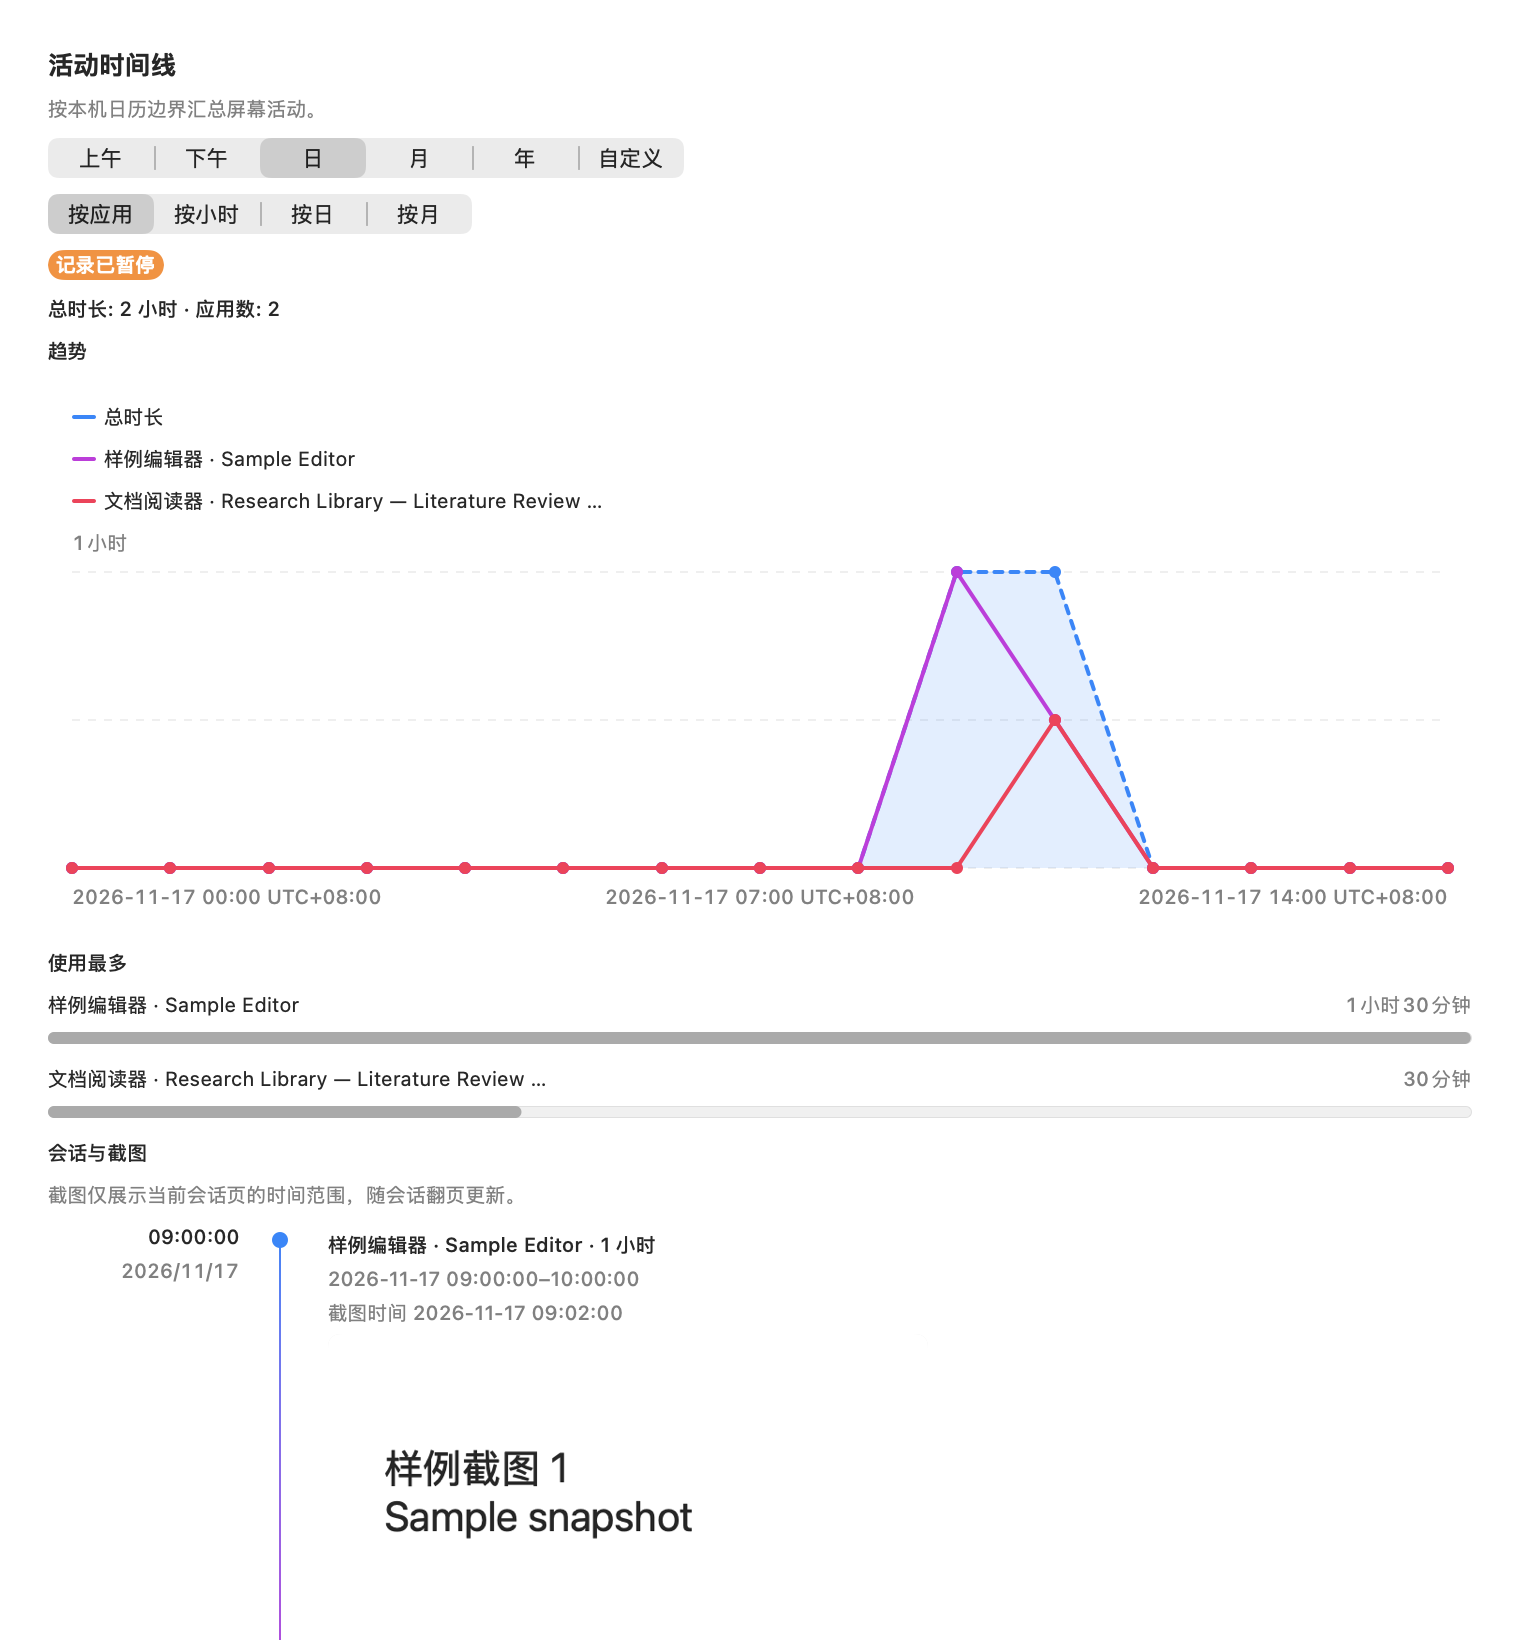 活动时间线
按本机日历边界汇总屏幕活动。
上午 下午 日 月 年 自定义
按应用 按小时 按日 按月
记录已暂停
总时长: 2 小时 · 应用数: 2
趋势
总时长
样例编辑器 · Sample Editor
文档阅读器 · Research Library — Literature Review ...
1 小时
2026-11-17 00:00 UTC+08:00 2026-11-17 07:00 UTC+08:00 2026-11-17 14:00 UTC+08:00
使用最多
样例编辑器 · Sample Editor 1 小时 30 分钟
文档阅读器 · Research Library — Literature Review ... 30 分钟
会话与截图
截图仅展示当前会话页的时间范围，随会话翻页更新。
09:00:00
2026/11/17
样例编辑器 · Sample Editor · 1 小时
2026-11-17 09:00:00–10:00:00
截图时间 2026-11-17 09:02:00
样例截图 1
Sample snapshot